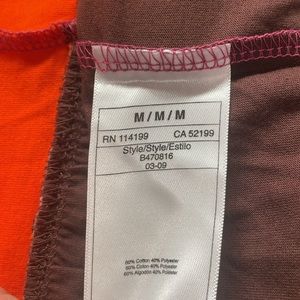 M / M / M
RN 114199 CA 52199
Style/Style/Estilo
B470816
03-09
60% Cotton 40% Polyester
60% Coton 40% Polyester
60% Algodón 40% Poliéster